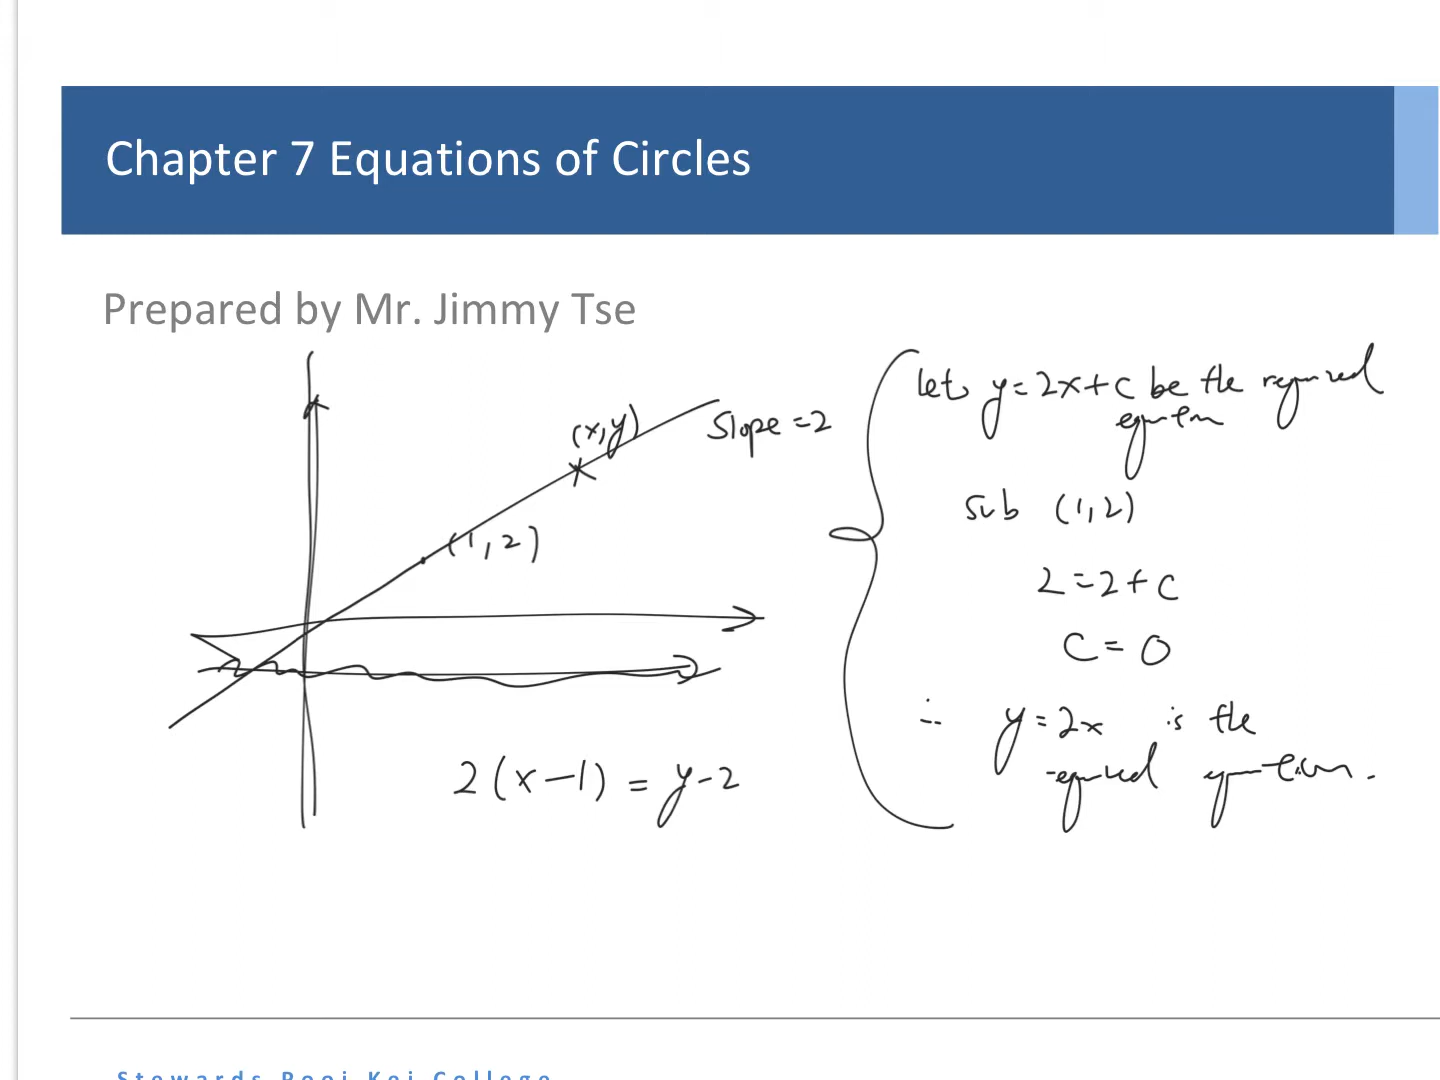 Chapter 7 Equations of Circles
Prepared by Mr. Jimmy Tse
(x,y)
Slope = 2
(1,2)
2(x-1) = y-2
let y = 2x+c be the required
equation
sub (1,2)
2 = 2 + c
c = 0
∴ y = 2x is the
required equation.
Stewards Pooi Kei College